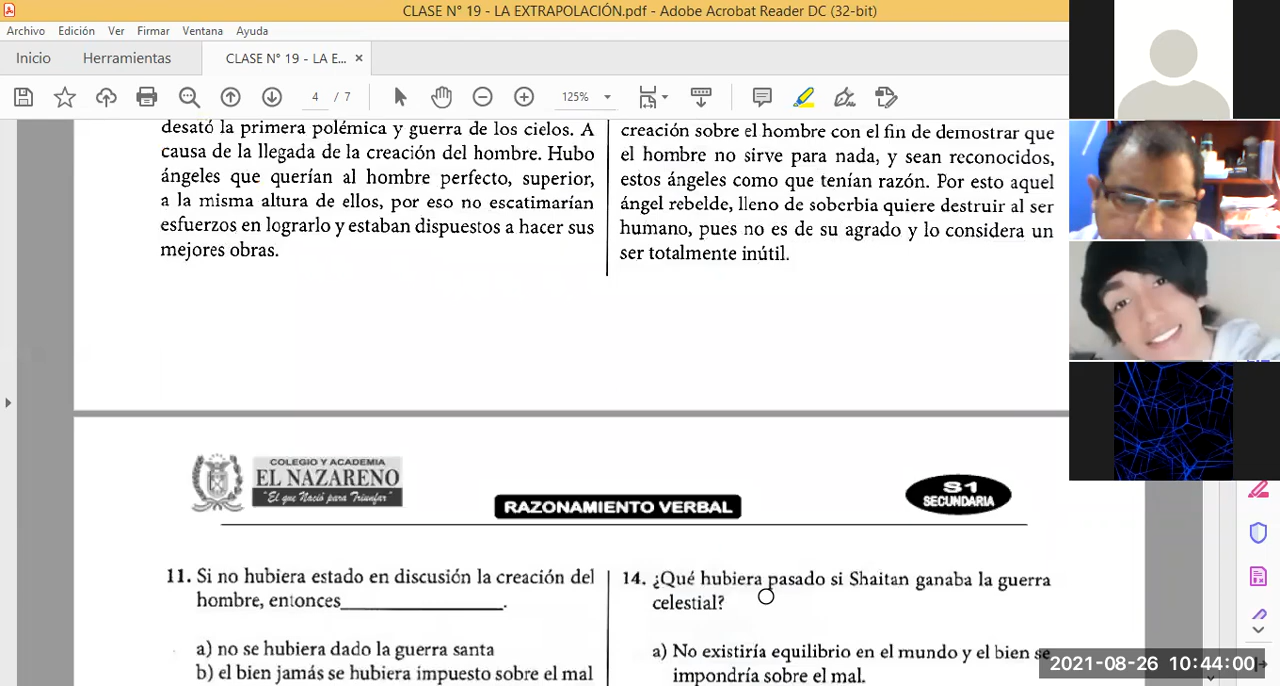 CLASE N° 19 - LA EXTRAPOLACIÓN.pdf - Adobe Acrobat Reader DC (32-bit)
Archivo Edición Ver Firmar Ventana Ayuda
Inicio Herramientas CLASE N° 19 - LA E... ×
4 / 7 125%
desató la primera polémica y guerra de los cielos. A
causa de la llegada de la creación del hombre. Hubo
ángeles que querían al hombre perfecto, superior,
a la misma altura de ellos, por eso no escatimarían
esfuerzos en lograrlo y estaban dispuestos a hacer sus
mejores obras.
creación sobre el hombre con el fin de demostrar que
el hombre no sirve para nada, y sean reconocidos,
estos ángeles como que tenían razón. Por esto aquel
ángel rebelde, lleno de soberbia quiere destruir al ser
humano, pues no es de su agrado y lo considera un
ser totalmente inútil.
COLEGIO Y ACADEMIA
EL NAZARENO
"El que Nació para Triunfar"
RAZONAMIENTO VERBAL
S1
SECUNDARIA
11. Si no hubiera estado en discusión la creación del
hombre, entonces_________________.
a) no se hubiera dado la guerra santa
b) el bien jamás se hubiera impuesto sobre el mal
14. ¿Qué hubiera pasado si Shaitan ganaba la guerra
celestial?
a) No existiría equilibrio en el mundo y el bien se
impondría sobre el mal.
2021-08-26 10:44:00